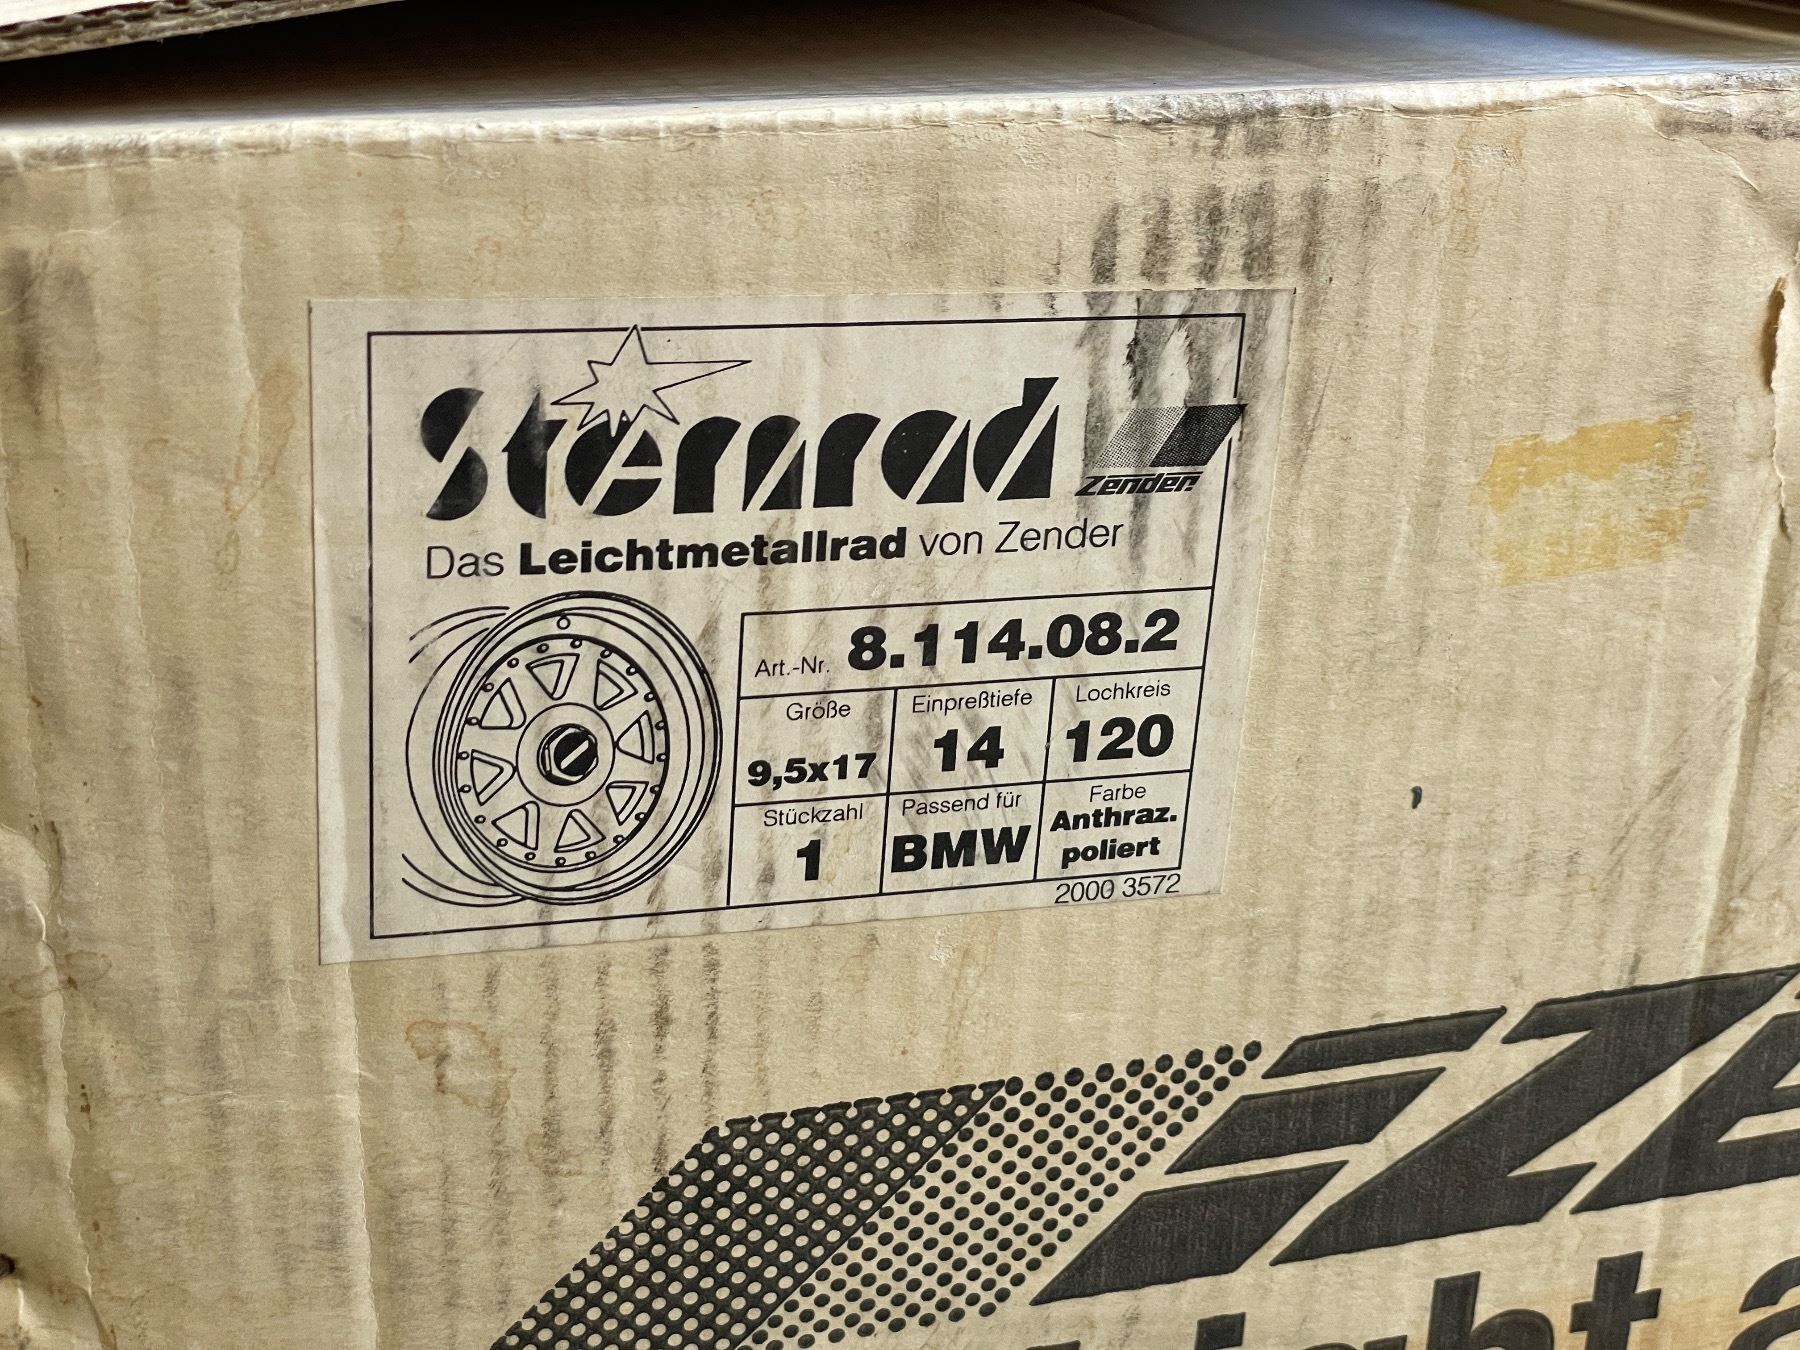 Sternrad
Zender
Das Leichtmetallrad von Zender
Art.-Nr. 8.114.08.2
Größe
9,5x17
Einpreßtiefe
14
Lochkreis
120
Stückzahl
1
Passend für
BMW
Farbe
Anthraz.
poliert
2000 3572